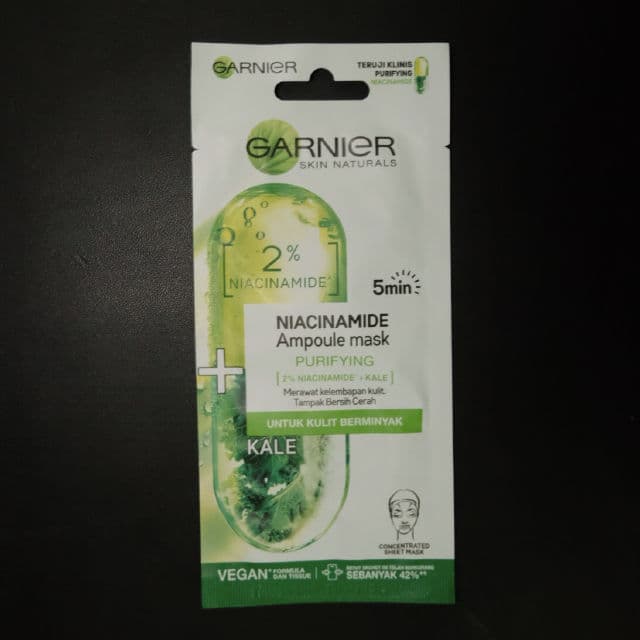 GARNIER
TERUJI KLINIS
PURIFYING
NIACINAMIDE
GARNIER
SKIN NATURALS
2%
NIACINAMIDE^
5min
NIACINAMIDE
Ampoule mask
PURIFYING
[2% NIACINAMIDE^ + KALE]
Merawat kelembapan kulit.
Tampak Bersih Cerah
UNTUK KULIT BERMINYAK
+
KALE
CONCENTRATED
SHEET MASK
VEGAN* FORMULA
DAN TISSUE
SEBANYAK 42%**